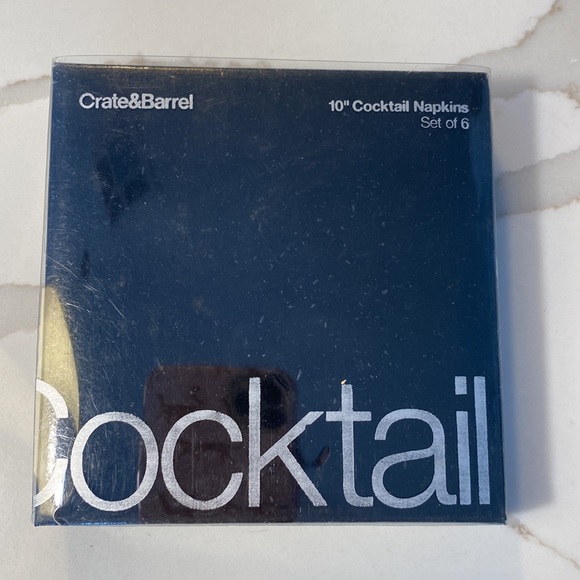 Crate&Barrel
10" Cocktail Napkins
Set of 6
Cocktail